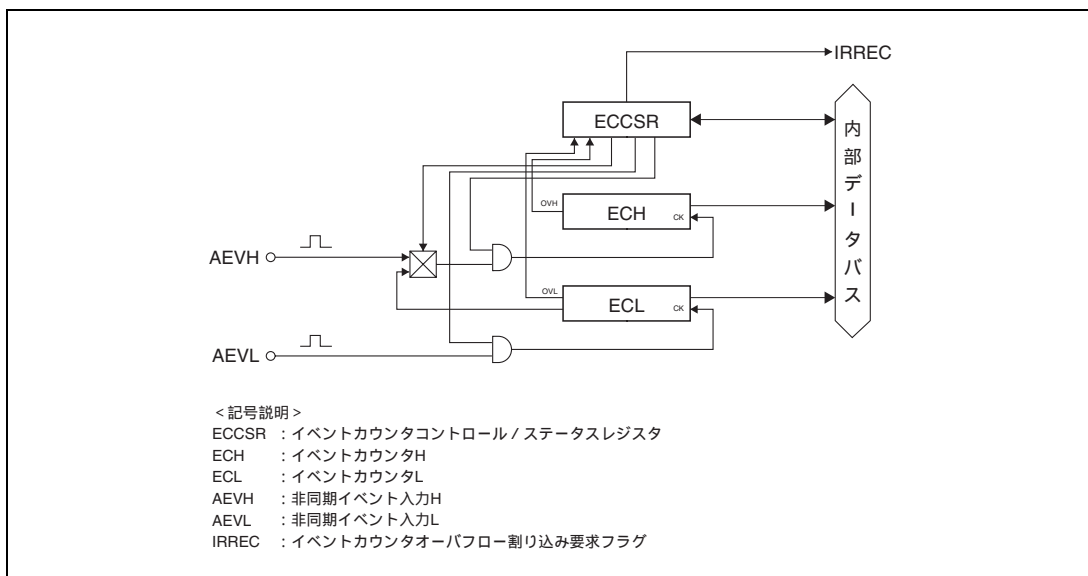 IRREC
ECCSR
内部データバス
OVH
ECH
CK
AEVH
OVL
ECL
CK
AEVL
<記号説明>
ECCSR :イベントカウンタコントロール / ステータスレジスタ
ECH :イベントカウンタH
ECL :イベントカウンタL
AEVH :非同期イベント入力H
AEVL :非同期イベント入力L
IRREC :イベントカウンタオーバフロー割り込み要求フラグ